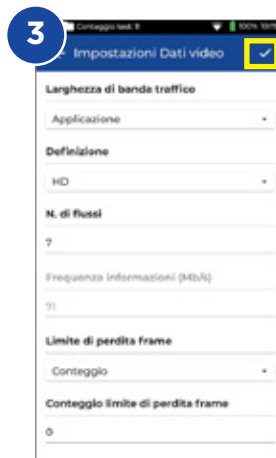 3
Conteggio test 8
100%
Impostazioni Dati video
Larghezza di banda traffico
Applicazione
Definizione
HD
N. di flussi
7
Frequenza informazioni (Mb/s)
91
Limite di perdita frame
Conteggio
Conteggio limite di perdita frame
0